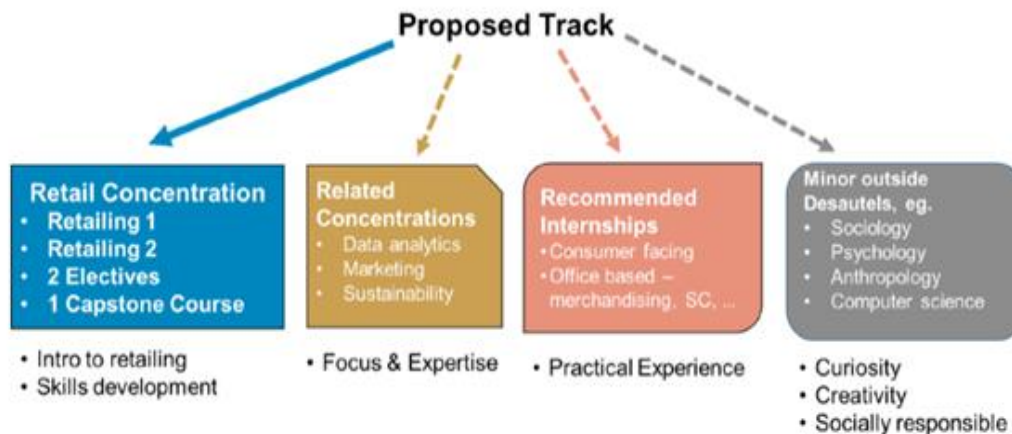 Proposed Track
Retail Concentration
• Retailing 1
• Retailing 2
• 2 Electives
• 1 Capstone Course
• Intro to retailing
• Skills development
Related
Concentrations
• Data analytics
• Marketing
• Sustainability
• Focus & Expertise
Recommended
Internships
• Consumer facing
• Office based –
merchandising, SC, ...
• Practical Experience
Minor outside
Desautels, eg.
• Sociology
• Psychology
• Anthropology
• Computer science
• Curiosity
• Creativity
• Socially responsible